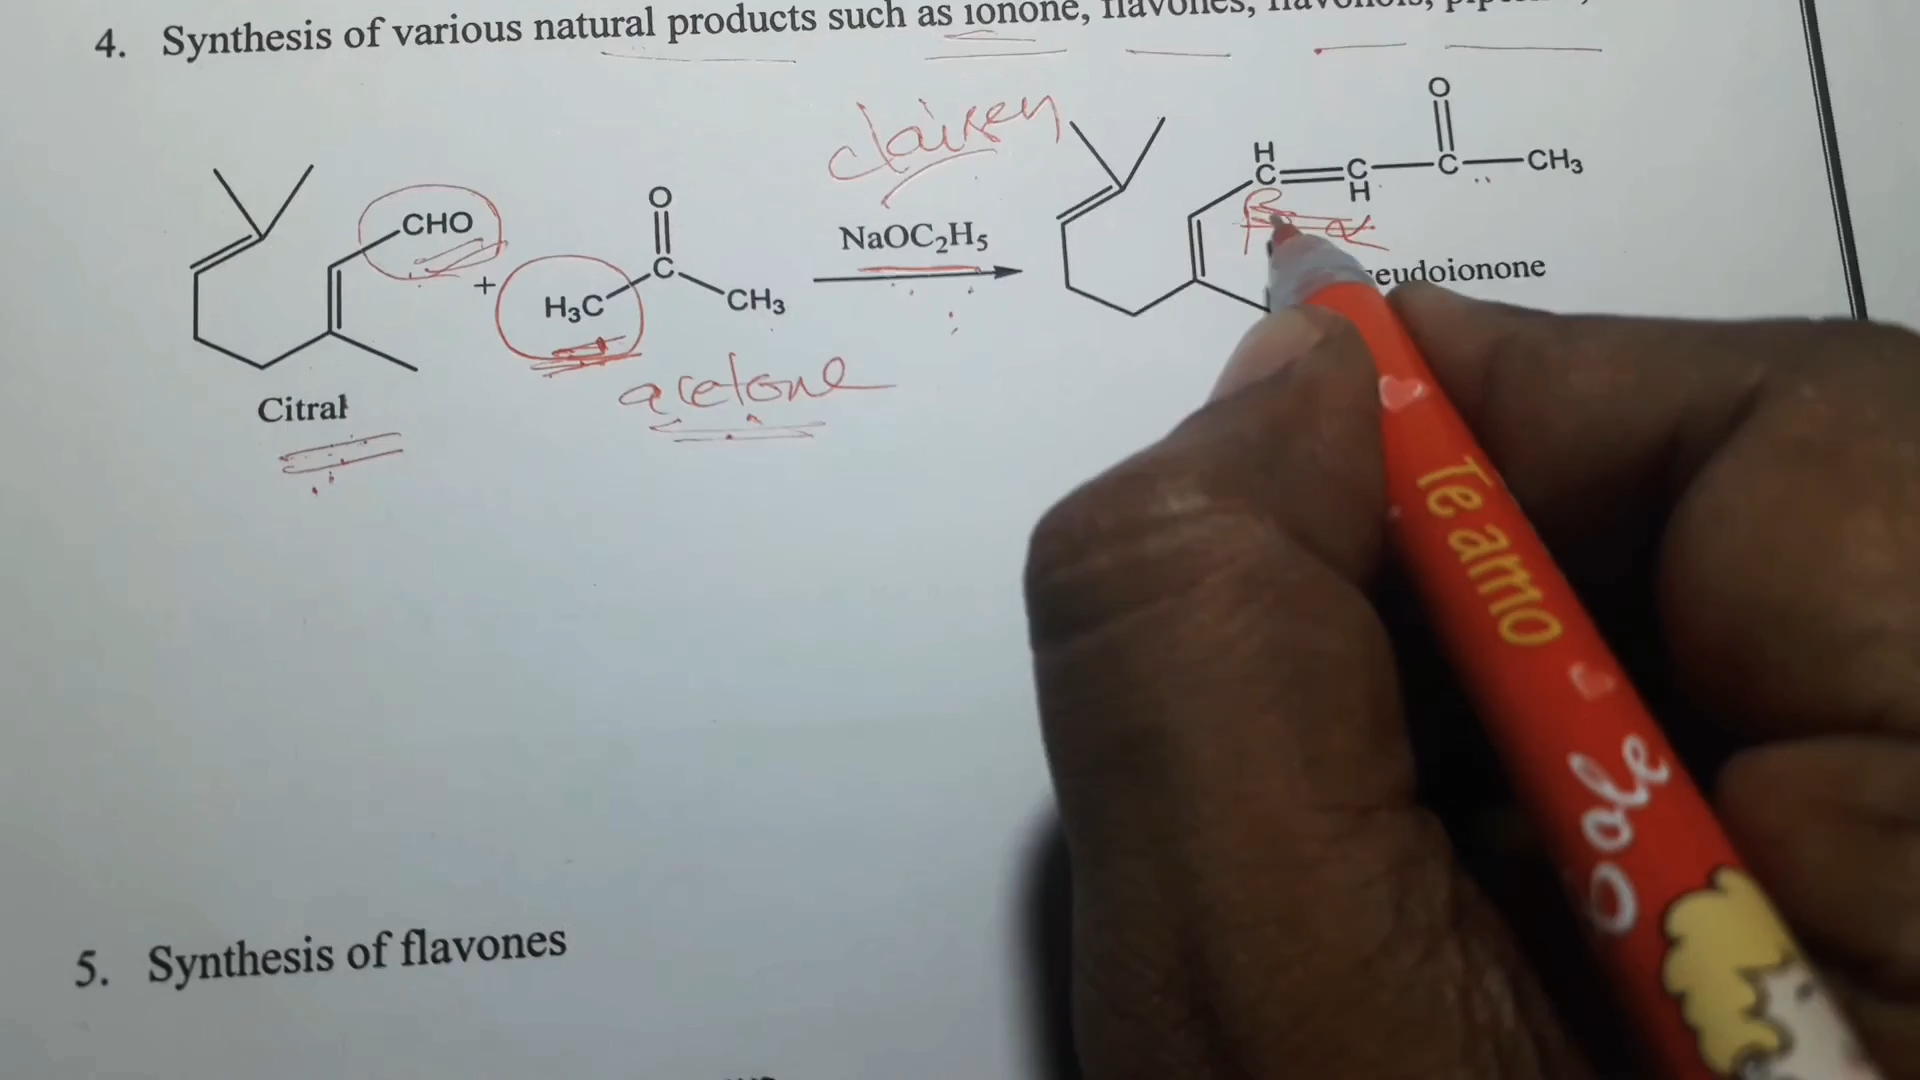 4. Synthesis of various natural products such as ionone, flavones,
claisen
O
H
C C C CH3
H
CHO
O
C
+
H3C CH3
NaOC2H5
eudoionone
acetone
Citral
β α
Te amo
5. Synthesis of flavones